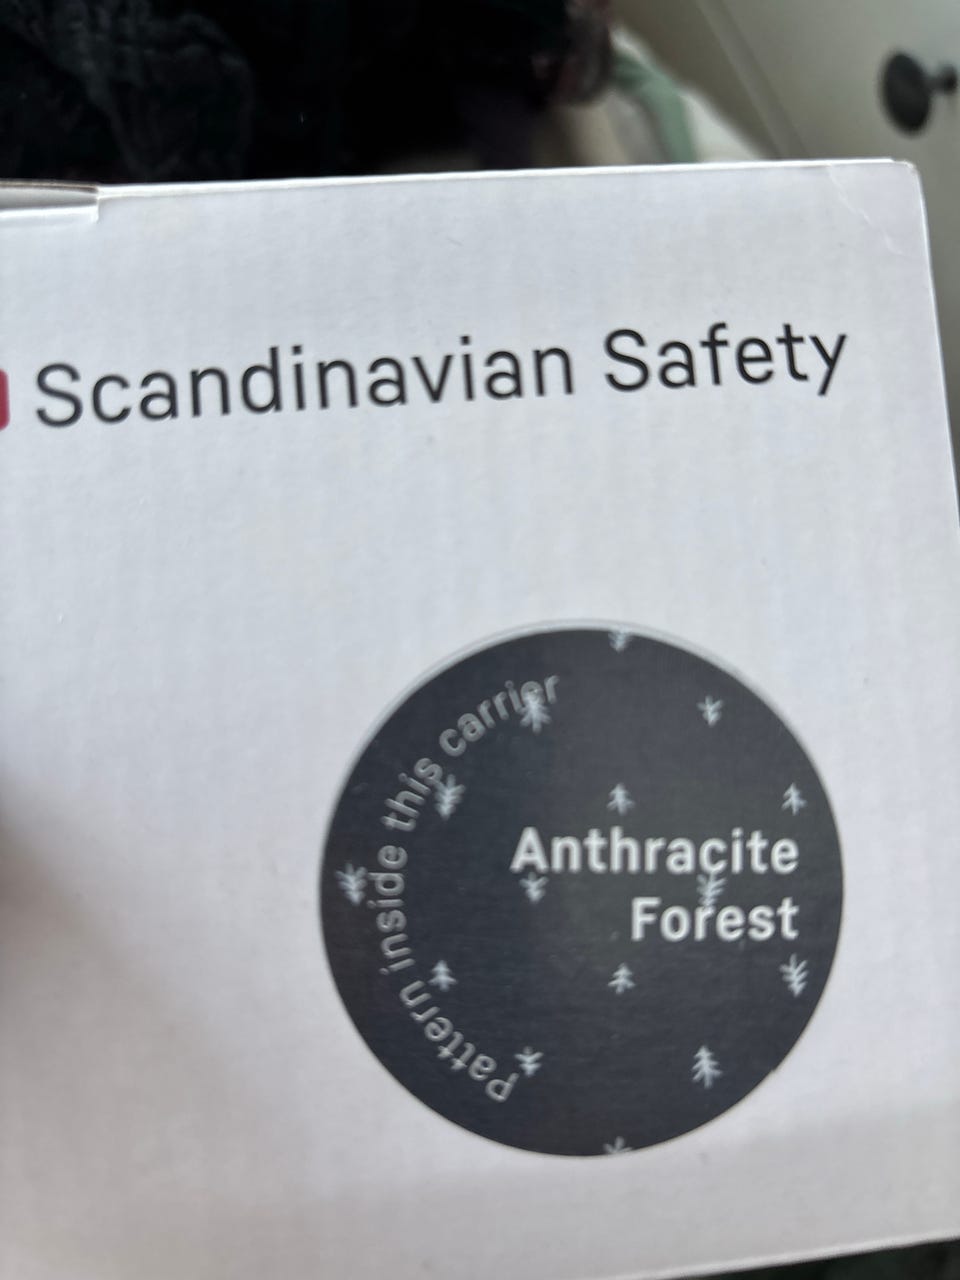 Scandinavian Safety
Pattern inside this carrier
Anthracite
Forest